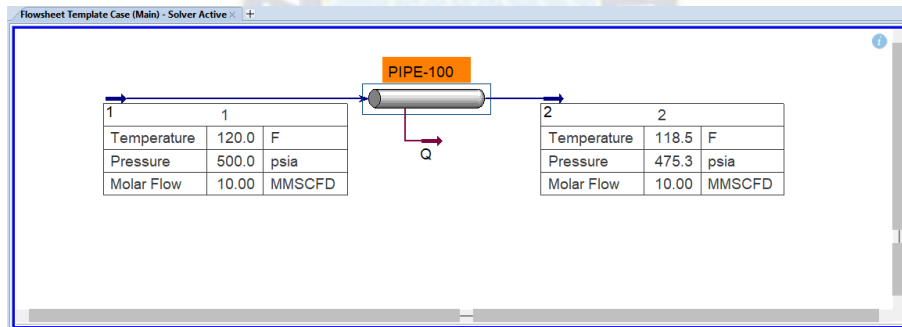 Flowsheet Template Case (Main) - Solver Active × +
i
PIPE-100
1
1
Temperature 120.0 F
Pressure 500.0 psia
Molar Flow 10.00 MMSCFD
Q
2
2
Temperature 118.5 F
Pressure 475.3 psia
Molar Flow 10.00 MMSCFD